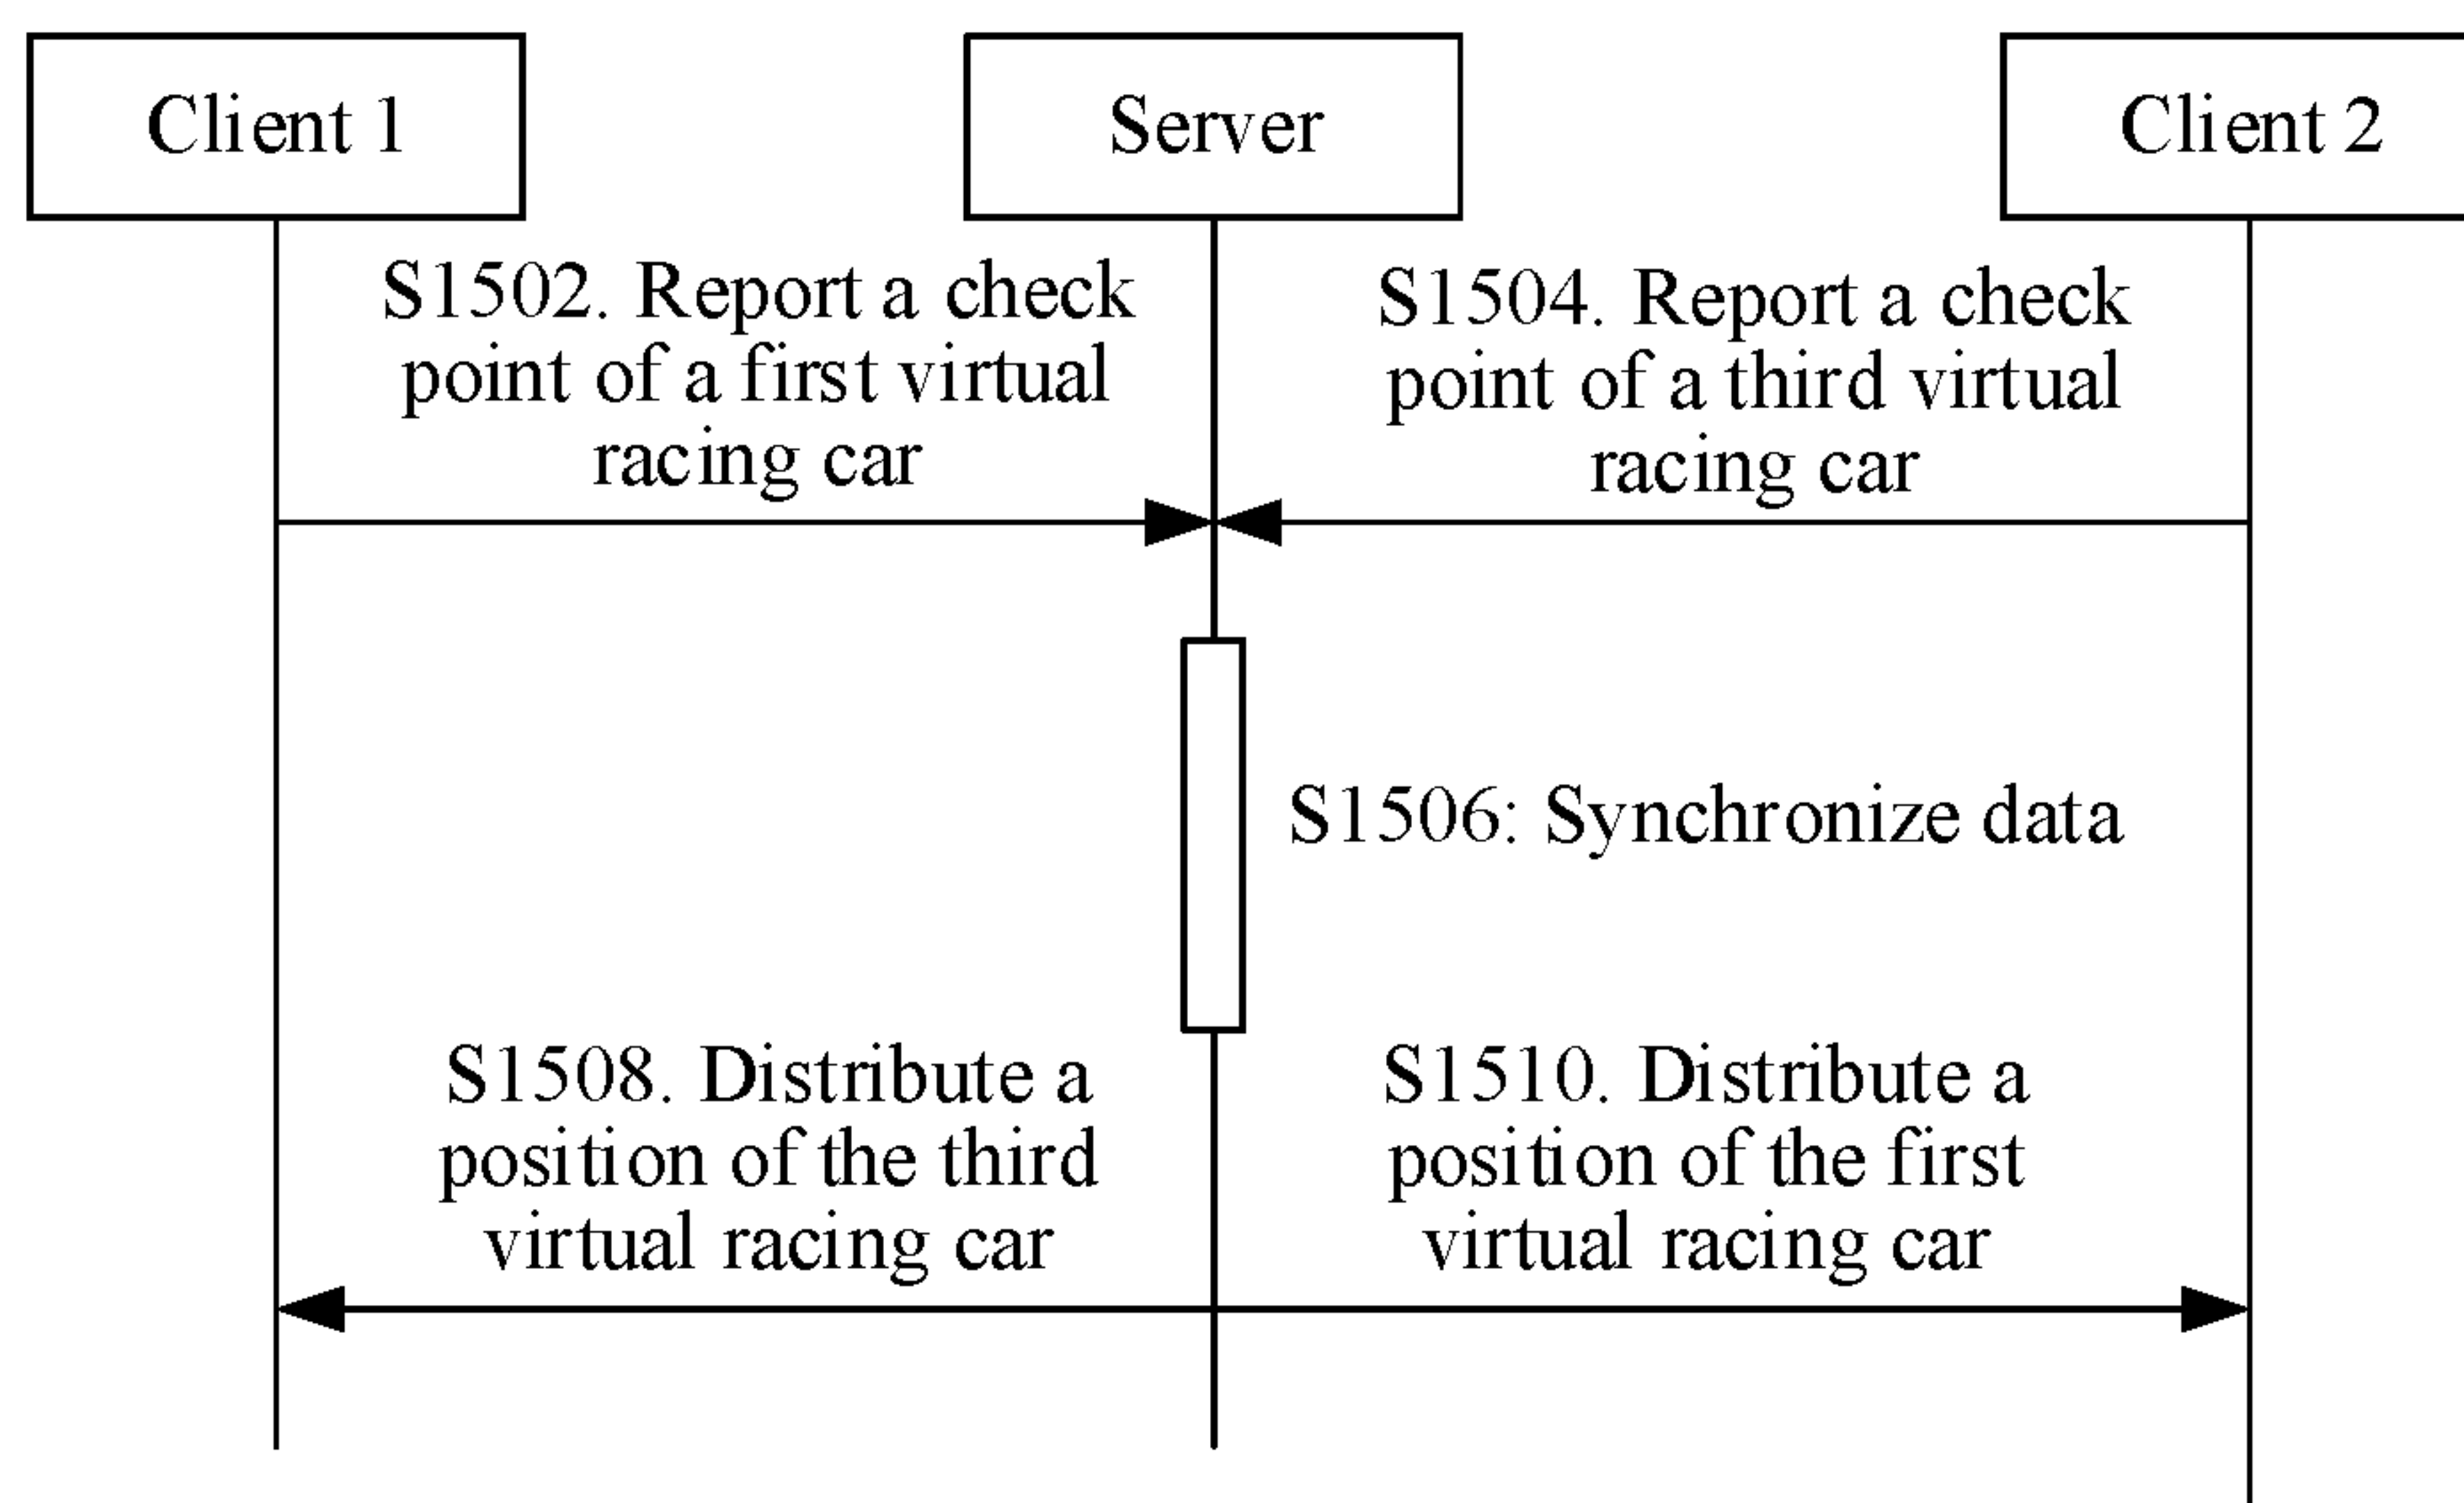 Client 1
Server
Client 2
S1502. Report a check
point of a first virtual
racing car
S1504. Report a check
point of a third virtual
racing car
S1506: Synchronize data
S1508. Distribute a
position of the third
virtual racing car
S1510. Distribute a
position of the first
virtual racing car